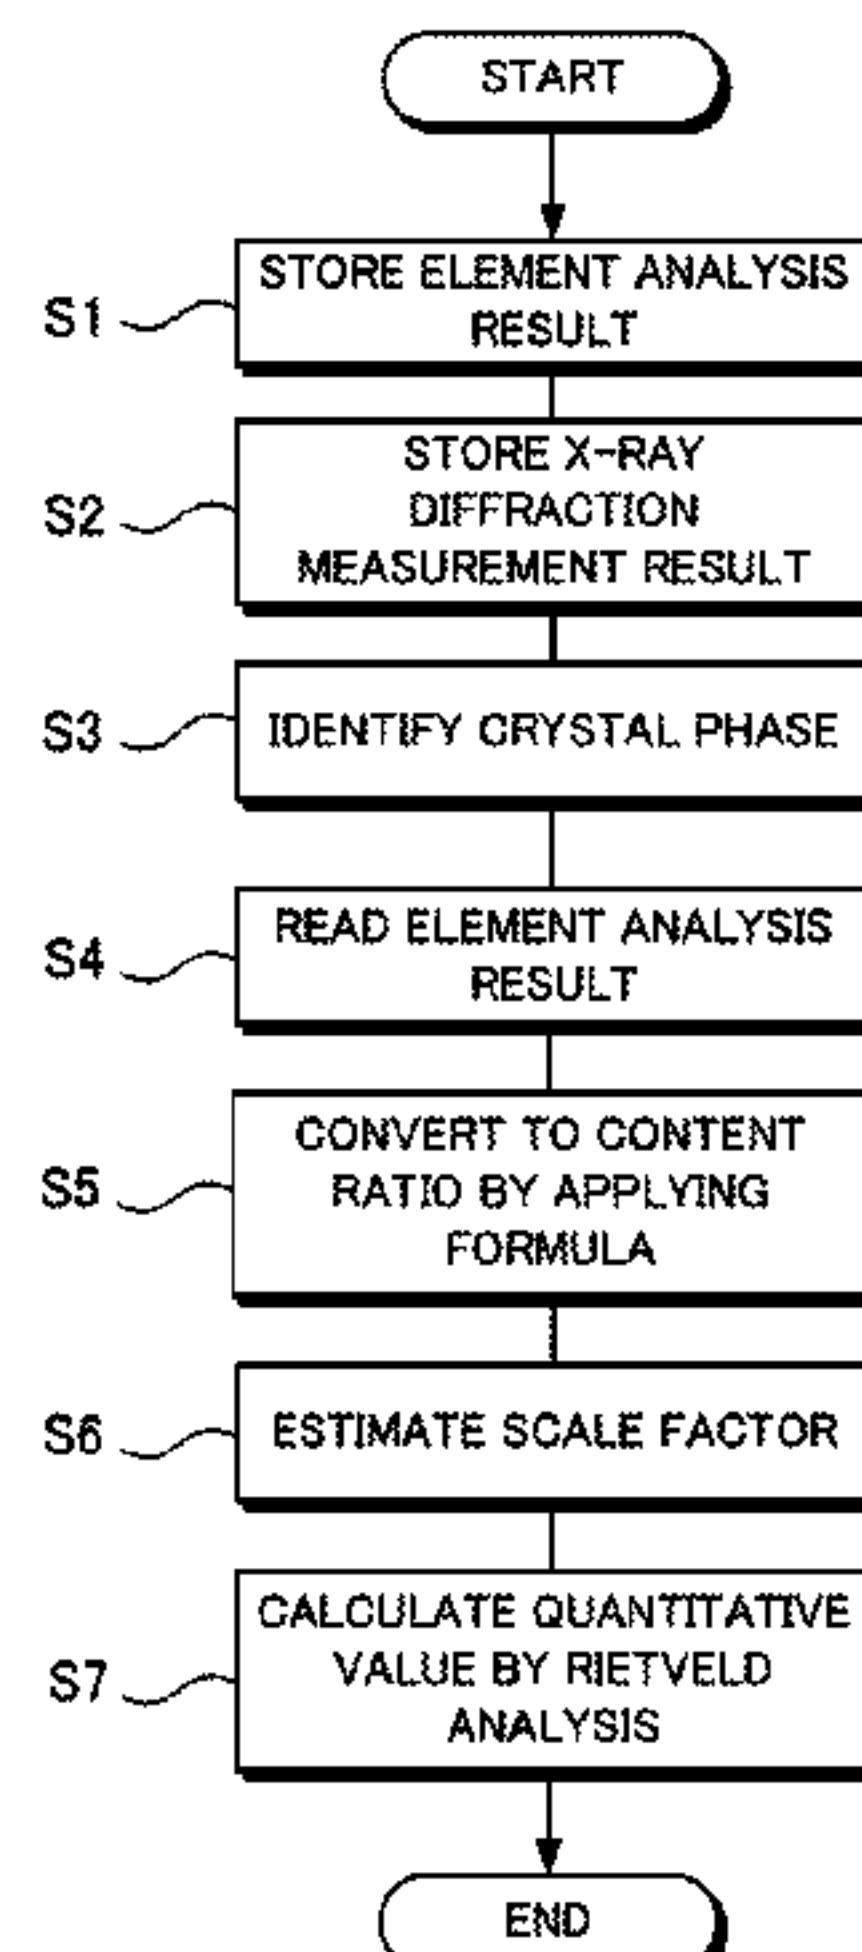 START
S1
STORE ELEMENT ANALYSIS
RESULT
S2
STORE X-RAY
DIFFRACTION
MEASUREMENT RESULT
S3
IDENTIFY CRYSTAL PHASE
S4
READ ELEMENT ANALYSIS
RESULT
S5
CONVERT TO CONTENT
RATIO BY APPLYING
FORMULA
S6
ESTIMATE SCALE FACTOR
S7
CALCULATE QUANTITATIVE
VALUE BY RIETVELD
ANALYSIS
END